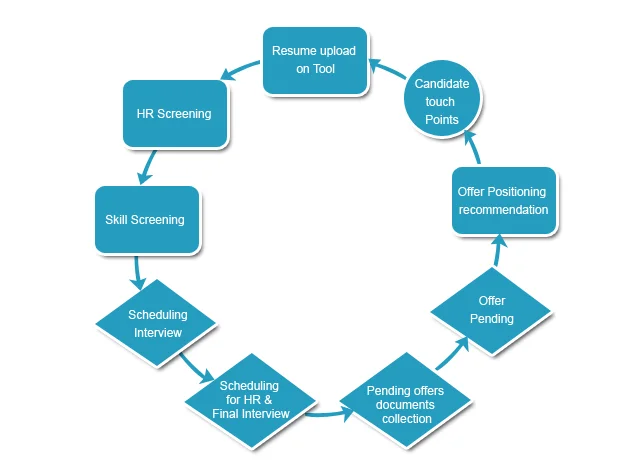 Resume upload
on Tool
HR Screening
Skill Screening
Scheduling
Interview
Scheduling
for HR &
Final Interview
Pending offers
documents
collection
Offer
Pending
Offer Positioning
recommendation
Candidate
touch
Points